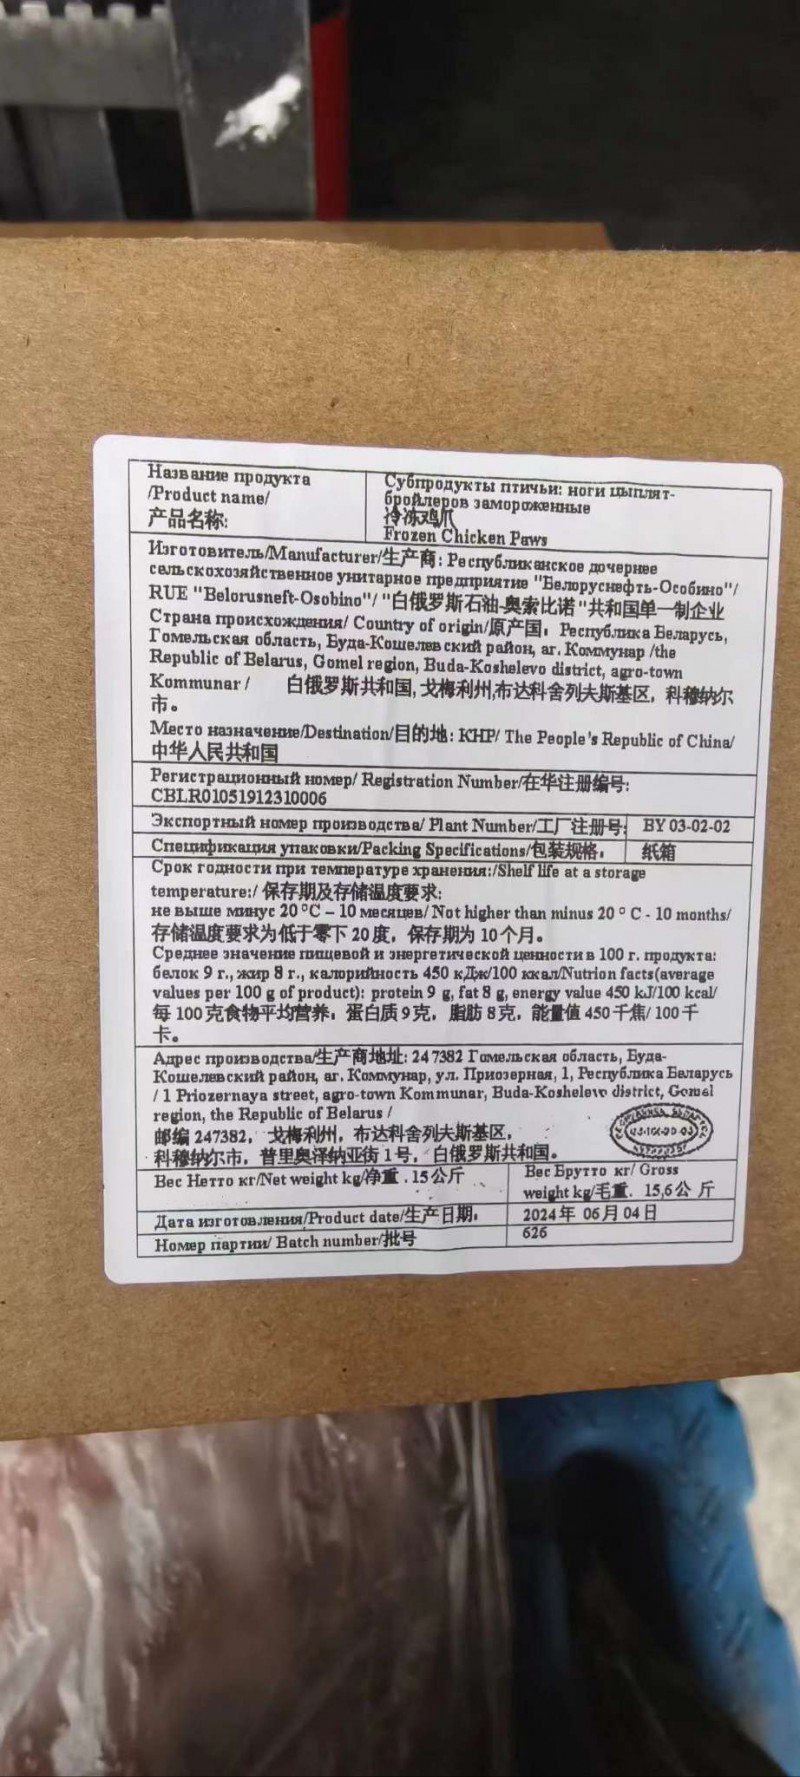 Название продукта
/Product name/
产品名称:
Субпродукты птичьи: ноги цыплят-
бройлеров замороженные
冷冻鸡爪
Frozen Chicken Paws
Изготовитель/Manufacturer/生产商: Республиканское дочернее
сельскохозяйственное унитарное предприятие "Белоруснефть-Особино"/
RUE "Belorusneft-Osobino"/ "白俄罗斯石油-奥索比诺"共和国单一制企业
Страна происхождения/ Country of origin/原产国: Республика Беларусь,
Гомельская область, Буда-Кошелевский район, аг. Коммунар /the
Republic of Belarus, Gomel region, Buda-Koshelevo district, agro-town
Kommunar / 白俄罗斯共和国, 戈梅利州,布达科舍列夫斯基区, 科穆纳尔
市。
Место назначение/Destination/目的地: КНР/ The People's Republic of China/
中华人民共和国
Регистрационный номер/ Registration Number/在华注册编号:
CBLR01051912310006
Экспортный номер производства/ Plant Number/工厂注册号: BY 03-02-02
Спецификация упаковки/Packing Specifications/包装规格: 纸箱
Срок годности при температуре хранения:/Shelf life at a storage
temperature:/ 保存期及存储温度要求:
не выше минус 20 °C – 10 месяцев/ Not higher than minus 20 ° C - 10 months/
存储温度要求为低于零下 20 度, 保存期为 10 个月。
Среднее значение пищевой и энергетической ценности в 100 г. продукта:
белок 9 г., жир 8 г., калорийность 450 кДж/100 ккал/Nutrion facts(average
values per 100 g of product): protein 9 g, fat 8 g, energy value 450 kJ/100 kcal/
每 100 克食物平均营养: 蛋白质 9 克, 脂肪 8 克, 能量值 450 千焦/ 100 千
卡。
Адрес производства/生产商地址: 247382 Гомельская область, Буда-
Кошелевский район, аг. Коммунар, ул. Приозерная, 1, Республика Беларусь
/ 1 Priozernaya street, agro-town Kommunar, Buda-Koshelevo district, Gomel
region, the Republic of Belarus /
邮编 247382, 戈梅利州, 布达科舍列夫斯基区,
科穆纳尔市, 普里奥泽纳亚街 1 号, 白俄罗斯共和国。
Вес Нетто кг/Net weight kg/净重 . 15 公斤
Вес Брутто кг/ Gross
weight kg/毛重. 15,6 公 斤
Дата изготовления/Product date/生产日期: 2024 年 06 月 04 日
Номер партии/ Batch number/批号 626